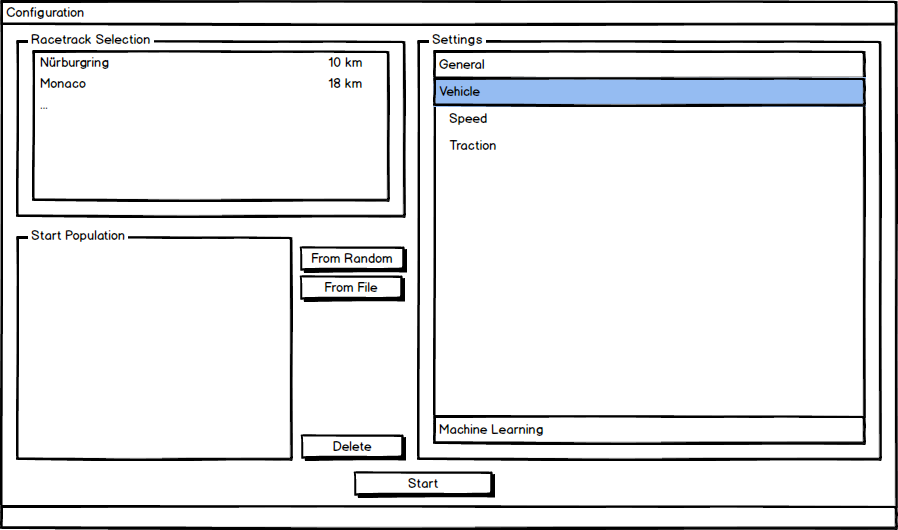 Configuration
Racetrack Selection
Nürburgring 10 km
Monaco 18 km
...
Start Population
From Random
From File
Delete
Settings
General
Vehicle
Speed
Traction
Machine Learning
Start